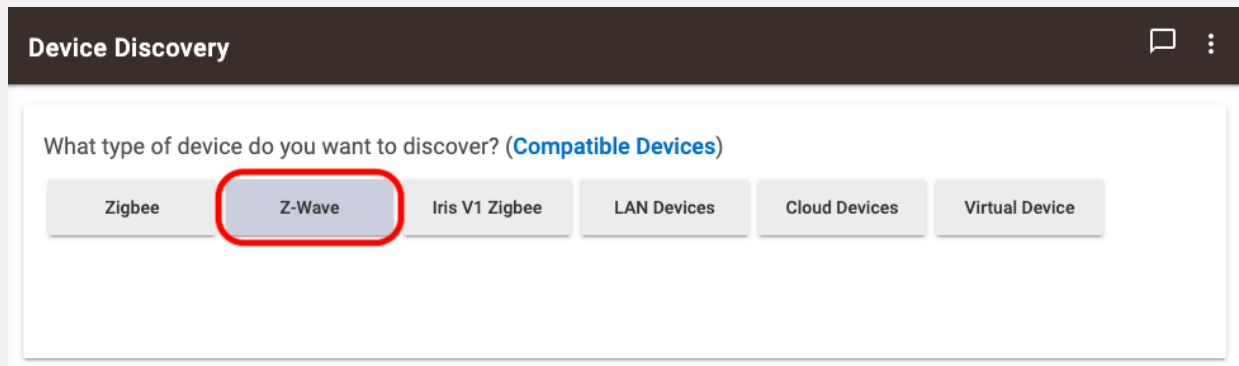 Device Discovery
What type of device do you want to discover? (Compatible Devices)
Zigbee Z-Wave Iris V1 Zigbee LAN Devices Cloud Devices Virtual Device